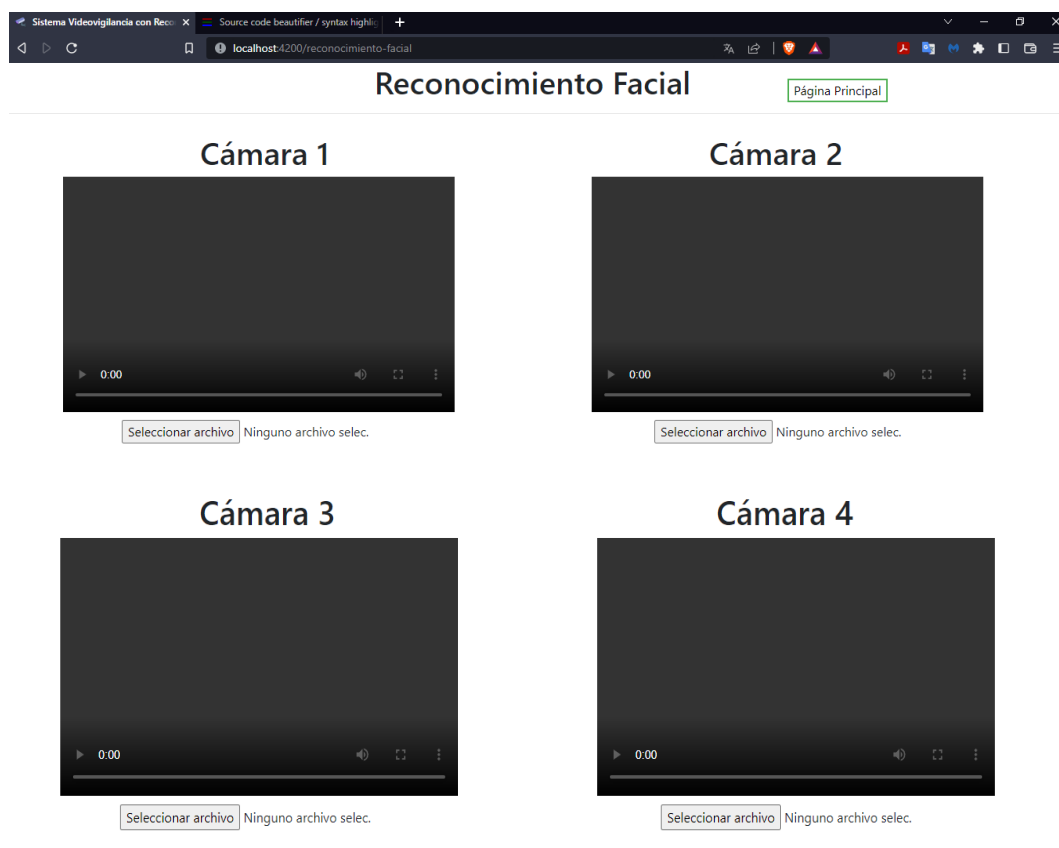 Sistema Videovigilancia con Reco
Source code beautifier / syntax highlig
localhost:4200/reconocimiento-facial
Reconocimiento Facial
Página Principal
Cámara 1
Cámara 2
0:00
0:00
Seleccionar archivo Ninguno archivo selec.
Seleccionar archivo Ninguno archivo selec.
Cámara 3
Cámara 4
0:00
0:00
Seleccionar archivo Ninguno archivo selec.
Seleccionar archivo Ninguno archivo selec.